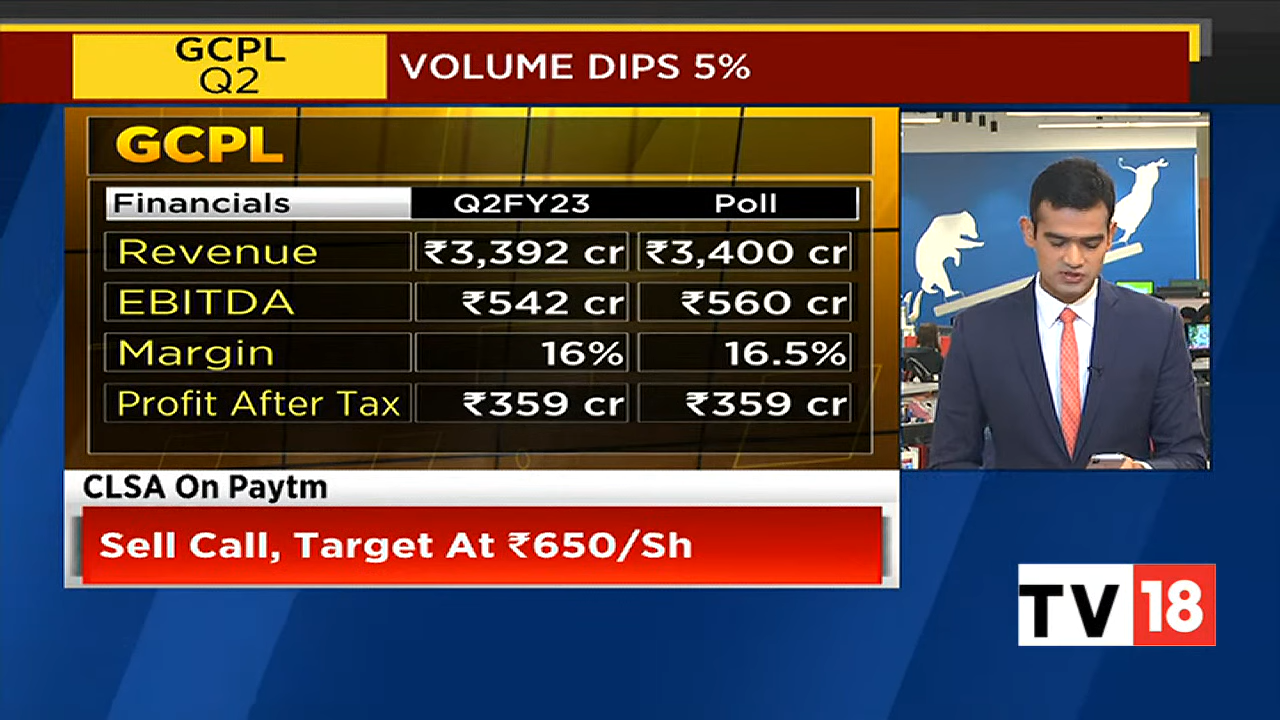 GCPL
Q2
VOLUME DIPS 5%
GCPL
Financials Q2FY23 Poll
Revenue ₹3,392 cr ₹3,400 cr
EBITDA ₹542 cr ₹560 cr
Margin 16% 16.5%
Profit After Tax ₹359 cr ₹359 cr
CLSA On Paytm
Sell Call, Target At ₹650/Sh
TV18